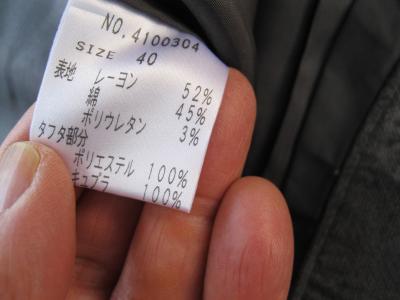 NO.4100304
SIZE 40
表地 レーヨン 52%
綿 45%
ポリウレタン 3%
タフタ部分
ポリエステル 100%
キュプラ 100%